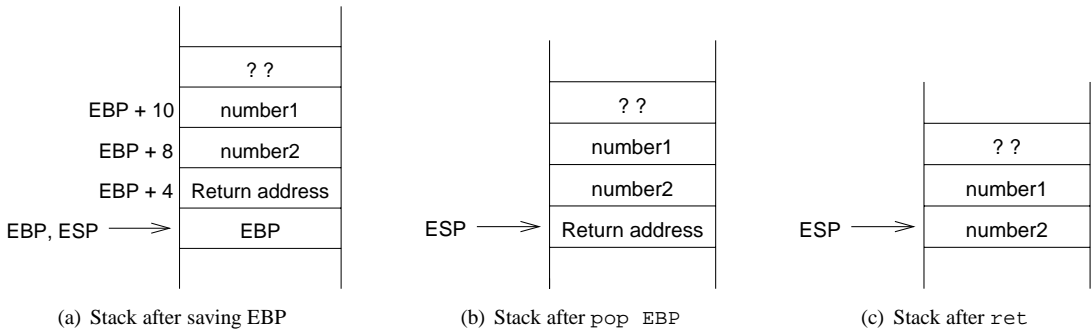 ? ?
EBP + 10 number1
EBP + 8 number2
EBP + 4 Return address
EBP, ESP EBP
(a) Stack after saving EBP
? ?
number1
number2
ESP Return address
(b) Stack after pop EBP
? ?
number1
ESP number2
(c) Stack after ret